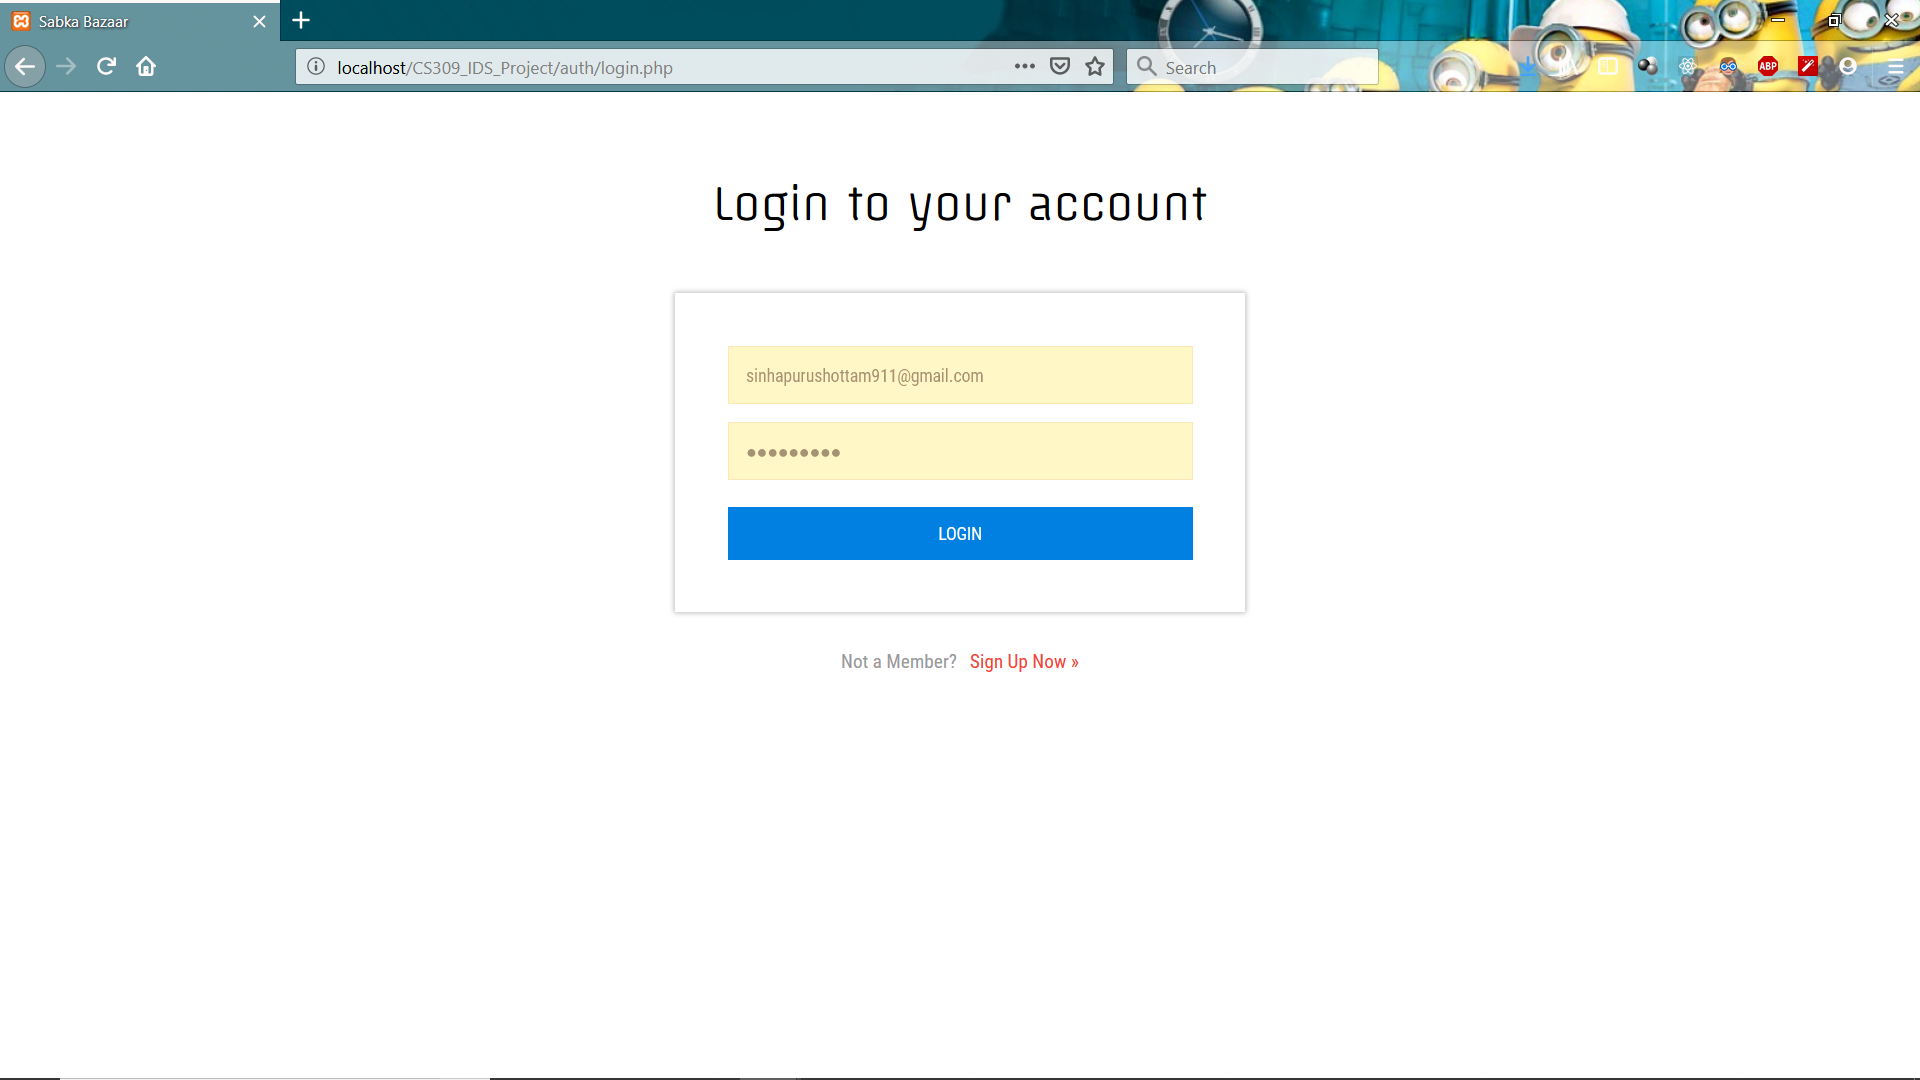 Sabka Bazaar
localhost/CS309_IDS_Project/auth/login.php
Search
ABP
Login to your account
sinhapurushottam911@gmail.com
●●●●●●●●●
LOGIN
Not a Member? Sign Up Now »